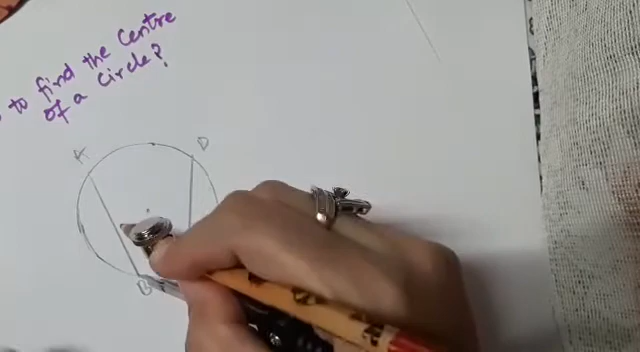 to find the Centre
of a circle?
A
D
B